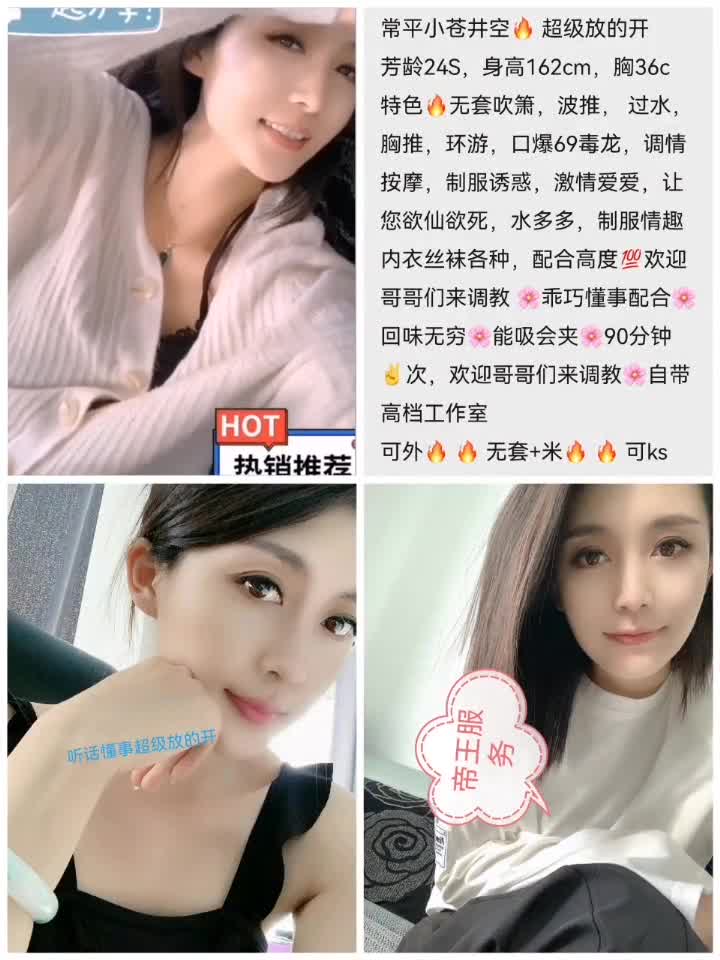 常平小苍井空🔥 超级放的开
芳龄24S，身高162cm，胸36c
特色🔥无套吹箫，波推， 过水，
胸推，环游，口爆69毒龙，调情
按摩，制服诱惑，激情爱爱，让
您欲仙欲死，水多多，制服情趣
内衣丝袜各种，配合高度💯欢迎
哥哥们来调教 🌸乖巧懂事配合🌸
回味无穷🌸能吸会夹🌸90分钟
✌️次，欢迎哥哥们来调教🌸自带
高档工作室
可外🔥 🔥 无套+米🔥 🔥 可ks
HOT
热销推荐
听话懂事超级放的开
帝王服
务